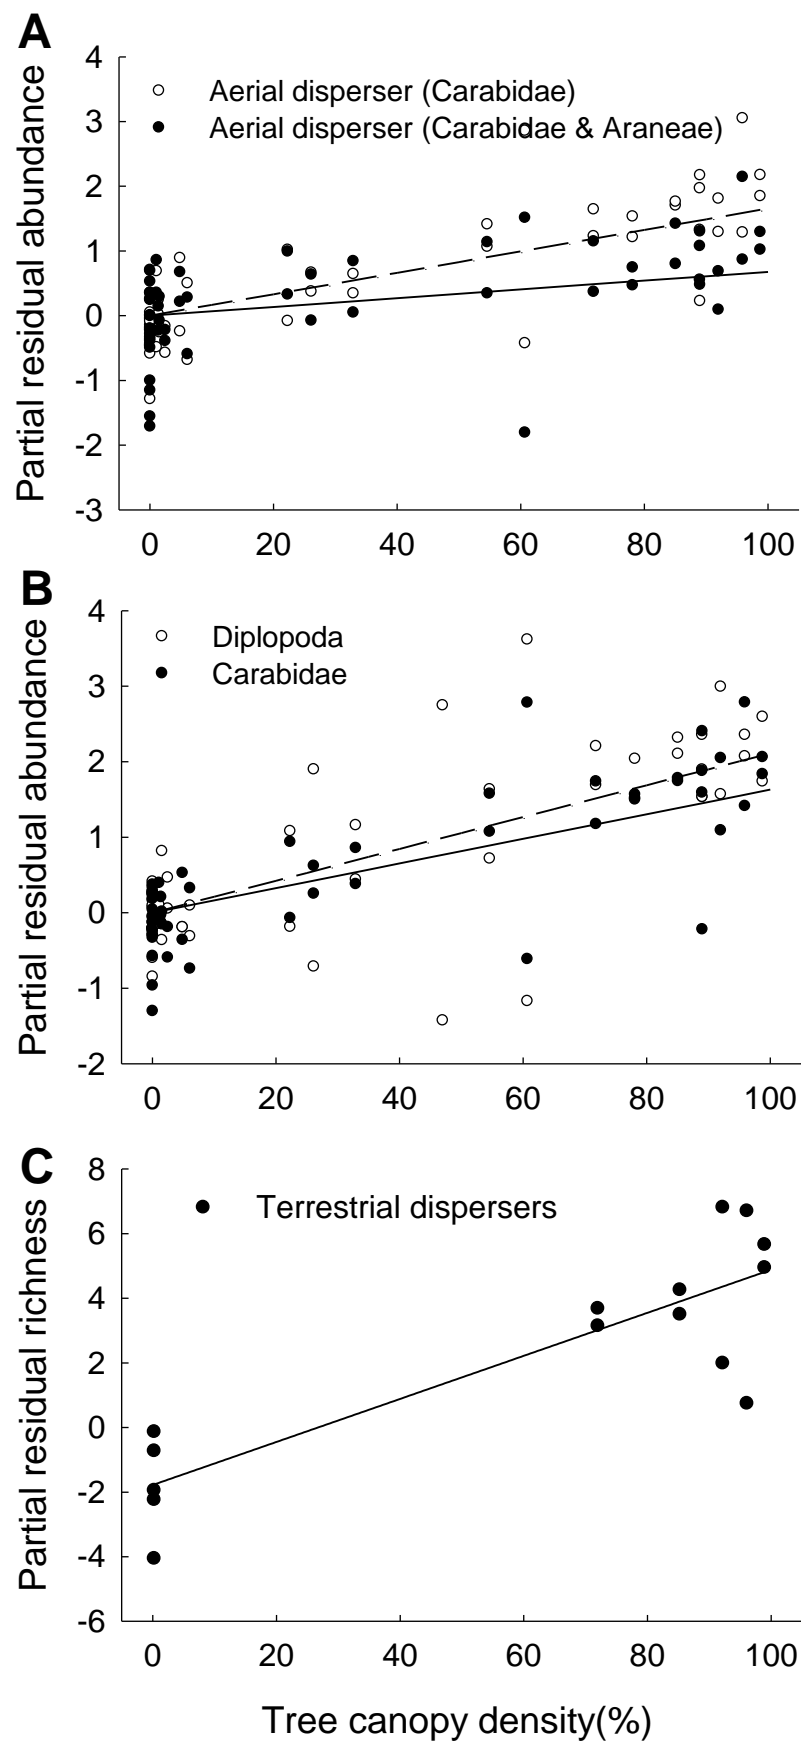 A
Partial residual abundance
4
3
2
1
0
-1
-2
-3
Aerial disperser (Carabidae)
Aerial disperser (Carabidae & Araneae)
0 20 40 60 80 100
B
Partial residual abundance
4
3
2
1
0
-1
-2
Diplopoda
Carabidae
0 20 40 60 80 100
C
Partial residual richness
8
6
4
2
0
-2
-4
-6
Terrestrial dispersers
0 20 40 60 80 100
Tree canopy density(%)